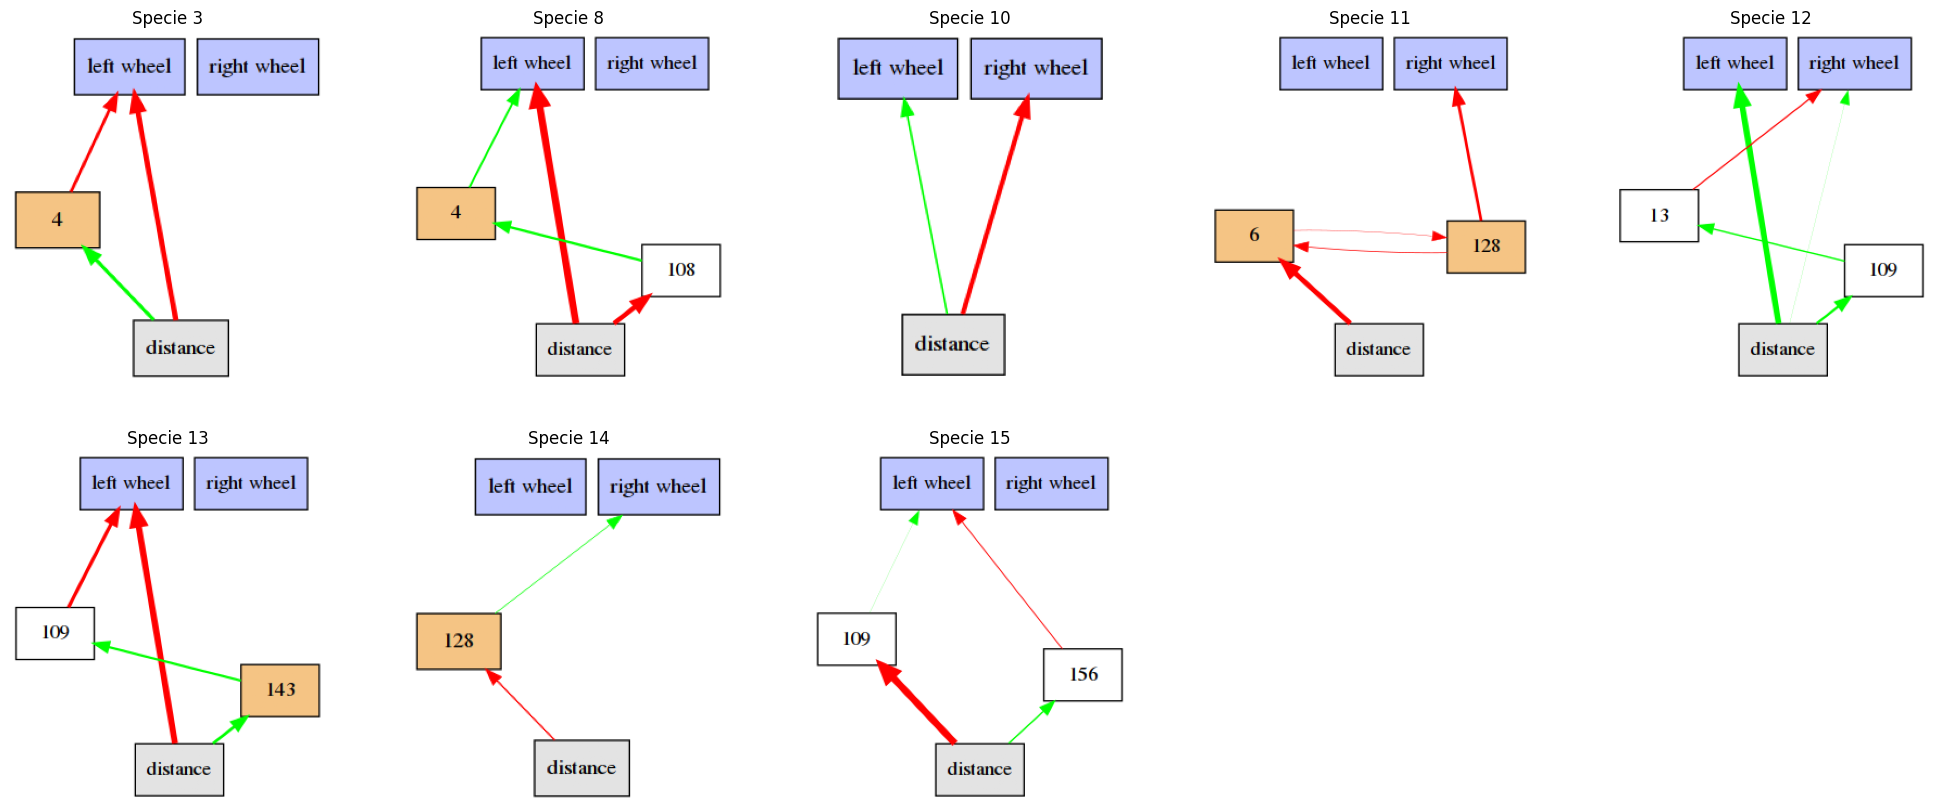 Specie 3
left wheel
right wheel
4
distance
Specie 8
left wheel
right wheel
4
108
distance
Specie 10
left wheel
right wheel
distance
Specie 11
left wheel
right wheel
6
128
distance
Specie 12
left wheel
right wheel
13
109
distance
Specie 13
left wheel
right wheel
109
143
distance
Specie 14
left wheel
right wheel
128
distance
Specie 15
left wheel
right wheel
109
156
distance